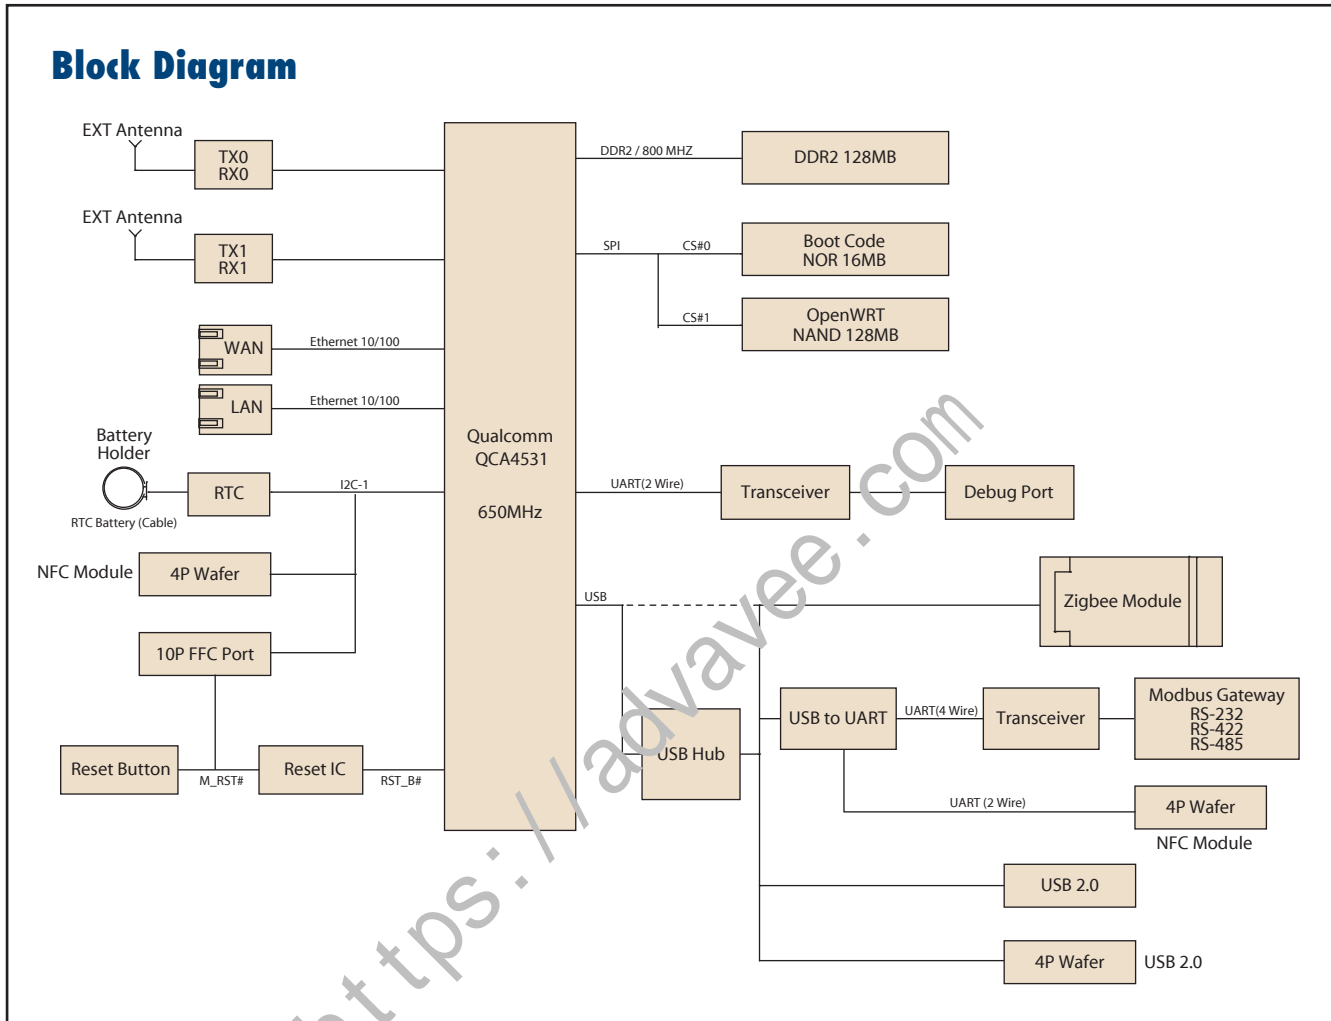 Block Diagram
EXT Antenna
TX0
RX0
DDR2 / 800 MHZ
DDR2 128MB
EXT Antenna
TX1
RX1
SPI
CS#0
Boot Code
NOR 16MB
CS#1
OpenWRT
NAND 128MB
WAN
Ethernet 10/100
LAN
Ethernet 10/100
Qualcomm
QCA4531
650MHz
Battery
Holder
RTC
I2C-1
RTC Battery (Cable)
UART(2 Wire)
Transceiver
Debug Port
NFC Module
4P Wafer
USB
Zigbee Module
10P FFC Port
USB Hub
USB to UART
UART(4 Wire)
Transceiver
Modbus Gateway
RS-232
RS-422
RS-485
Reset Button
M_RST#
Reset IC
RST_B#
UART (2 Wire)
4P Wafer
NFC Module
USB 2.0
4P Wafer
USB 2.0
https://advavee.com